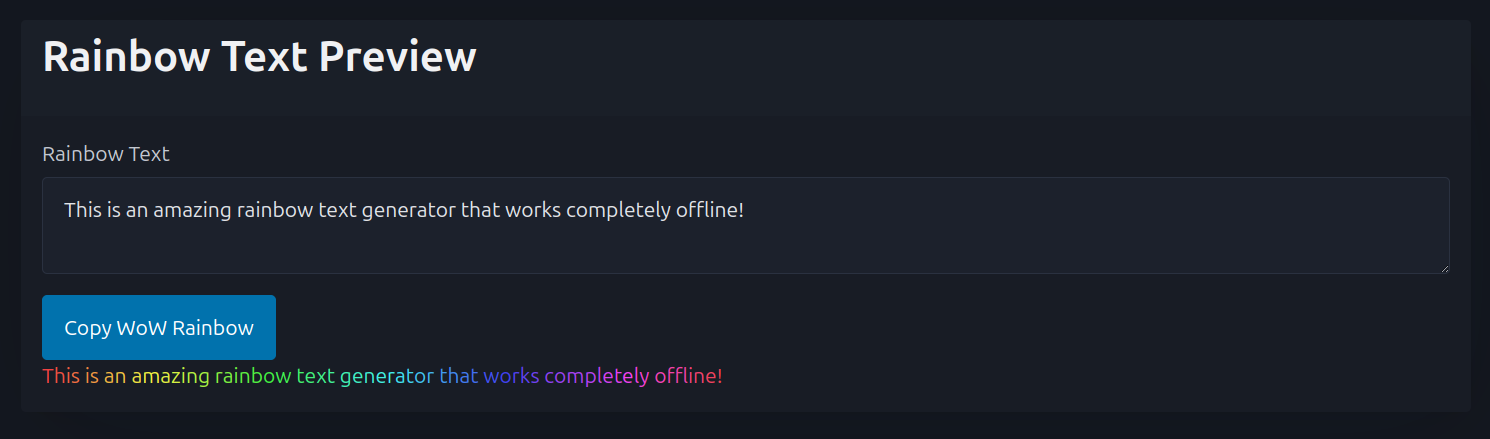 Rainbow Text Preview
Rainbow Text
This is an amazing rainbow text generator that works completely offline!
Copy WoW Rainbow
This is an amazing rainbow text generator that works completely offline!